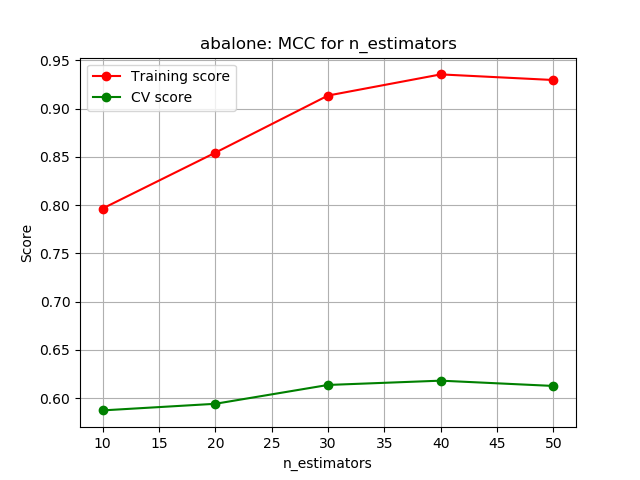 abalone: MCC for n_estimators
0.95
0.90
0.85
0.80
0.75
0.70
0.65
0.60
Score
Training score
CV score
10 15 20 25 30 35 40 45 50
n_estimators